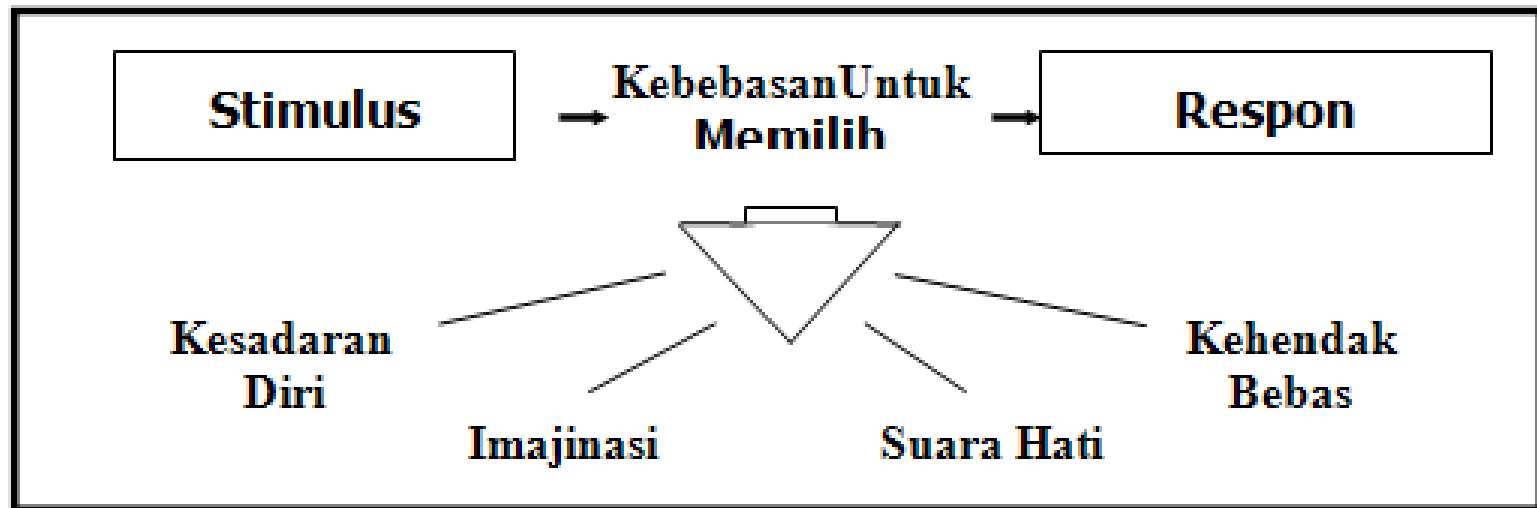 Stimulus
KebebasanUntuk
Memilih
Respon
Kesadaran
Diri
Imajinasi
Suara Hati
Kehendak
Bebas